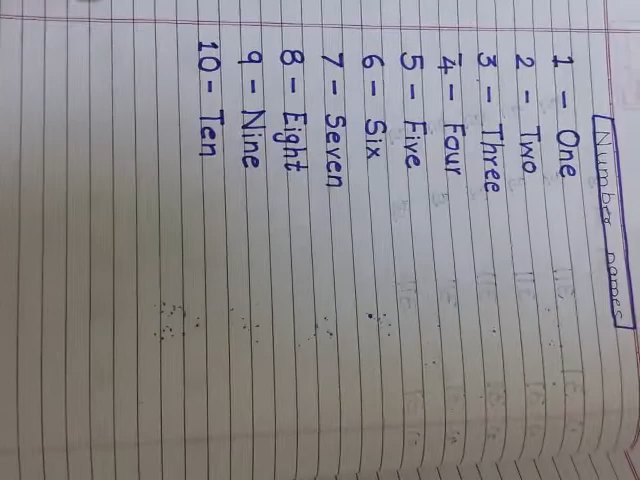 Numbro names
1 - One
2 - Two
3 - Three
4 - Four
5 - Five
6 - Six
7 - Seven
8 - Eight
9 - Nine
10 - Ten